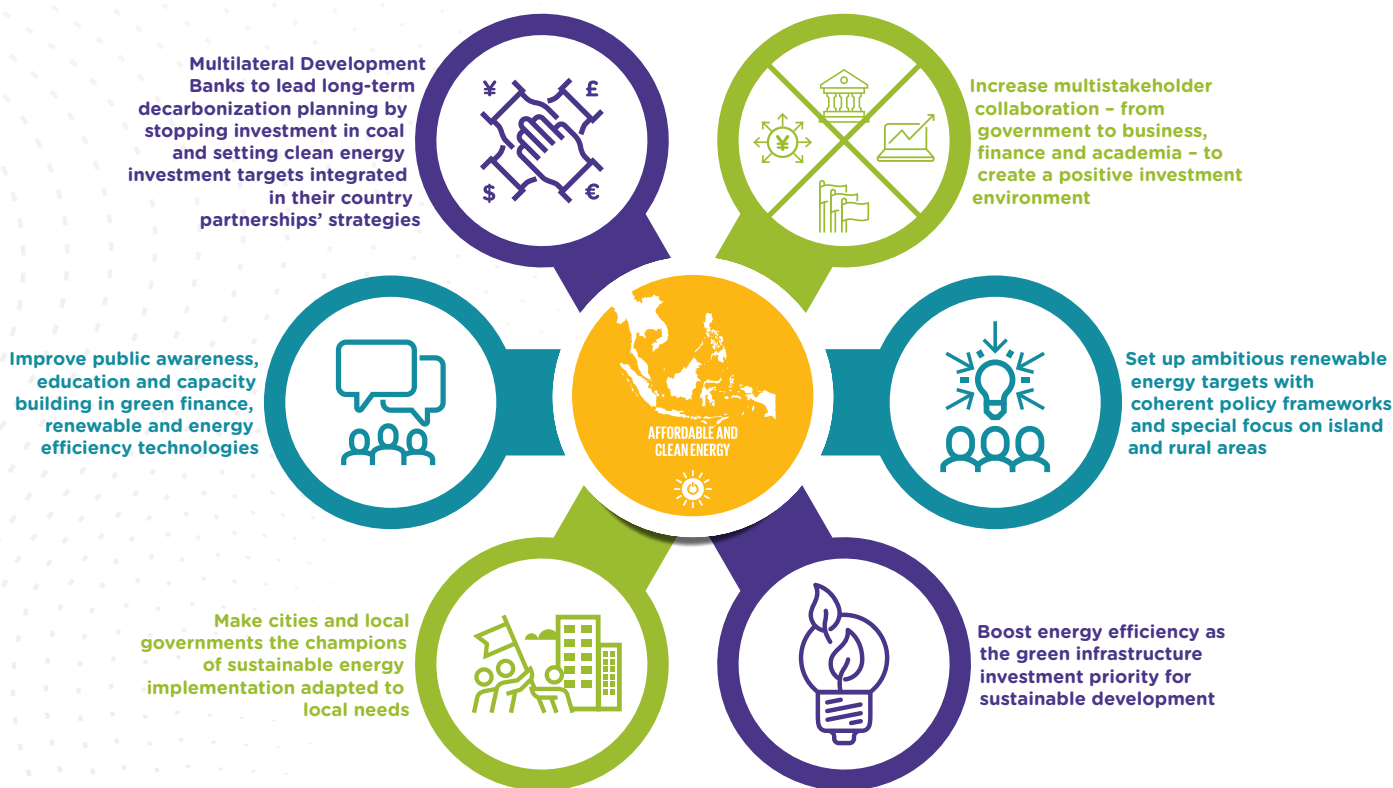 Multilateral Development
Banks to lead long-term
decarbonization planning by
stopping investment in coal
and setting clean energy
investment targets integrated
in their country
partnerships' strategies
¥
£
$
€
¥
Increase multistakeholder
collaboration – from
government to business,
finance and academia – to
create a positive investment
environment
Improve public awareness,
education and capacity
building in green finance,
renewable and energy
efficiency technologies
AFFORDABLE AND
CLEAN ENERGY
Set up ambitious renewable
energy targets with
coherent policy frameworks
and special focus on island
and rural areas
Make cities and local
governments the champions
of sustainable energy
implementation adapted to
local needs
Boost energy efficiency as
the green infrastructure
investment priority for
sustainable development